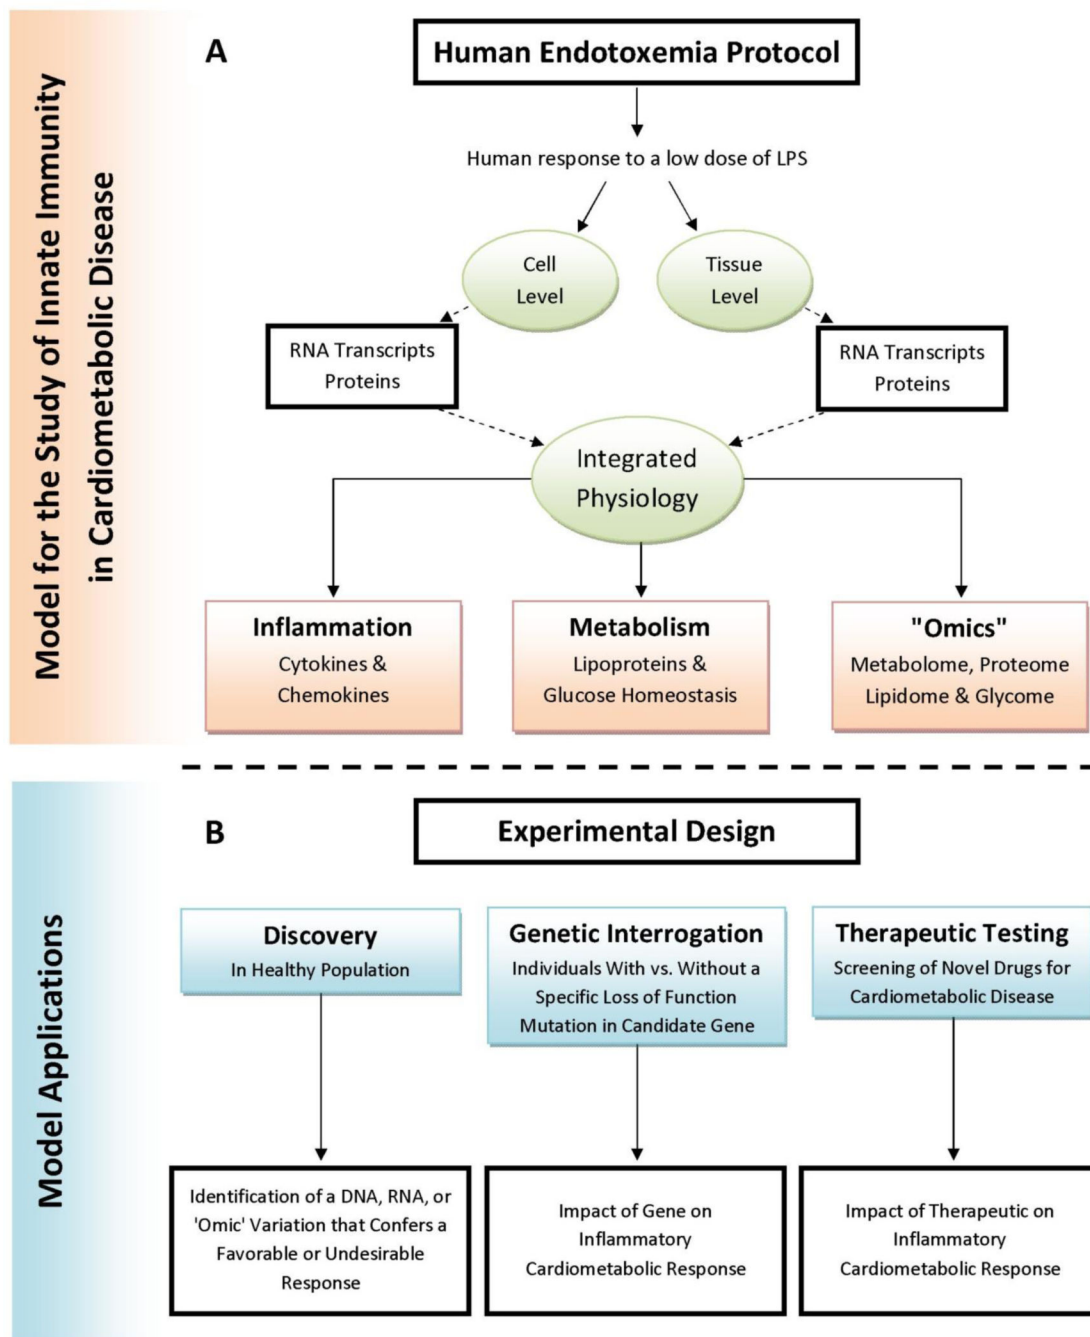 Model for the Study of Innate Immunity
in Cardiometabolic Disease
A
Human Endotoxemia Protocol
Human response to a low dose of LPS
Cell
Level
Tissue
Level
RNA Transcripts
Proteins
RNA Transcripts
Proteins
Integrated
Physiology
Inflammation
Cytokines &
Chemokines
Metabolism
Lipoproteins &
Glucose Homeostasis
"Omics"
Metabolome, Proteome
Lipidome & Glycome
Model Applications
B
Experimental Design
Discovery
In Healthy Population
Genetic Interrogation
Individuals With vs. Without a
Specific Loss of Function
Mutation in Candidate Gene
Therapeutic Testing
Screening of Novel Drugs for
Cardiometabolic Disease
Identification of a DNA, RNA, or
'Omic' Variation that Confers a
Favorable or Undesirable
Response
Impact of Gene on
Inflammatory
Cardiometabolic Response
Impact of Therapeutic on
Inflammatory
Cardiometabolic Response